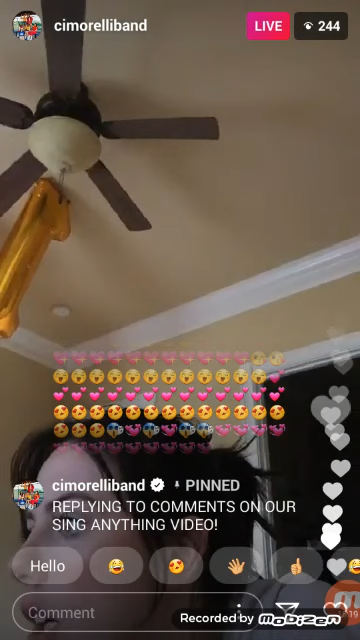 cimorelliband
LIVE
244
cimorelliband PINNED
REPLYING TO COMMENTS ON OUR
SING ANYTHING VIDEO!
Hello
Comment
Recorded by mobizen